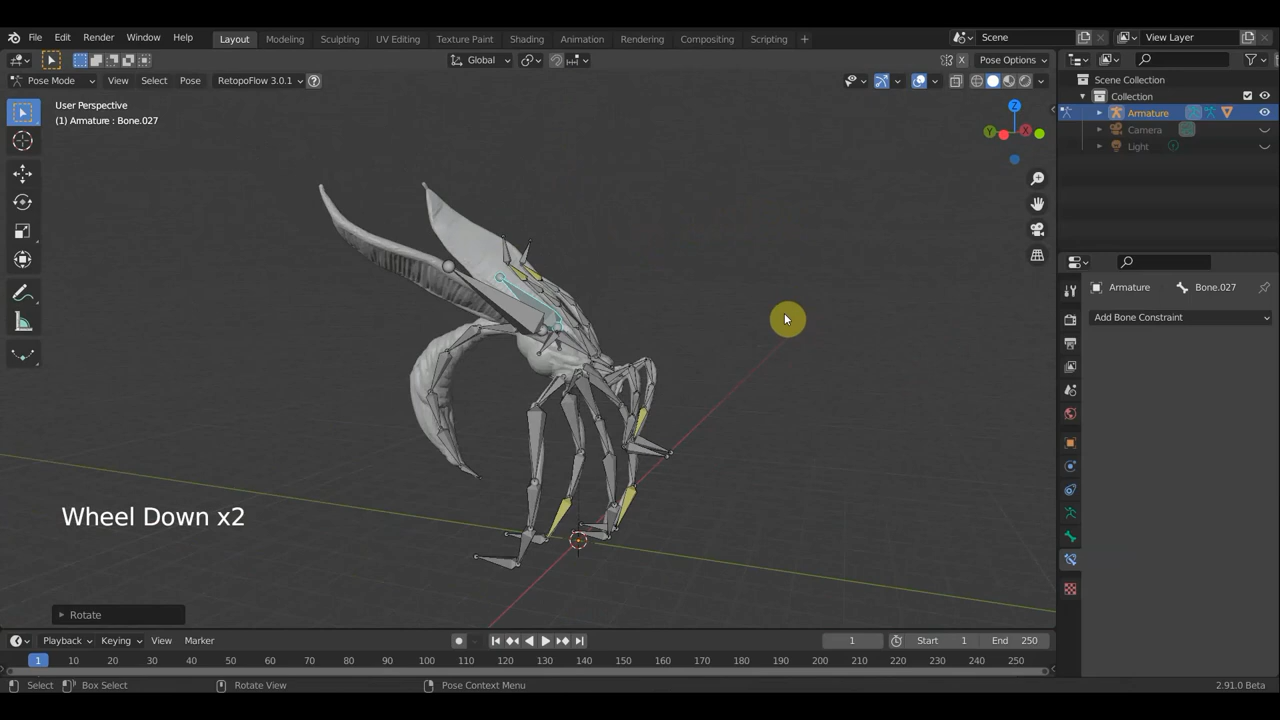 File Edit Render Window Help
Layout Modeling Sculpting UV Editing Texture Paint Shading Animation Rendering Compositing Scripting +
Scene
View Layer
Global
X
Pose Options
Pose Mode View Select Pose RetopoFlow 3.0.1 ?
User Perspective
(1) Armature : Bone.027
Z
Y
X
Scene Collection
Collection
Armature
Camera
Light
Armature
Bone.027
Add Bone Constraint
Wheel Down x2
Rotate
Playback Keying View Marker
1
Start 1
End 250
1 10 20 30 40 50 60 70 80 90 100 110 120 130 140 150 160 170 180 190 200 210 220 230 240 250
Select Box Select Rotate View Pose Context Menu 2.91.0 Beta